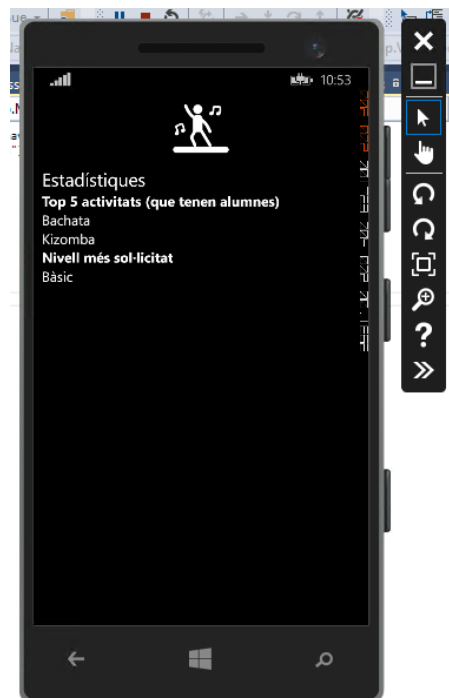 10:53
Estadístiques
Top 5 activitats (que tenen alumnes)
Bachata
Kizomba
Nivell més sol·licitat
Bàsic